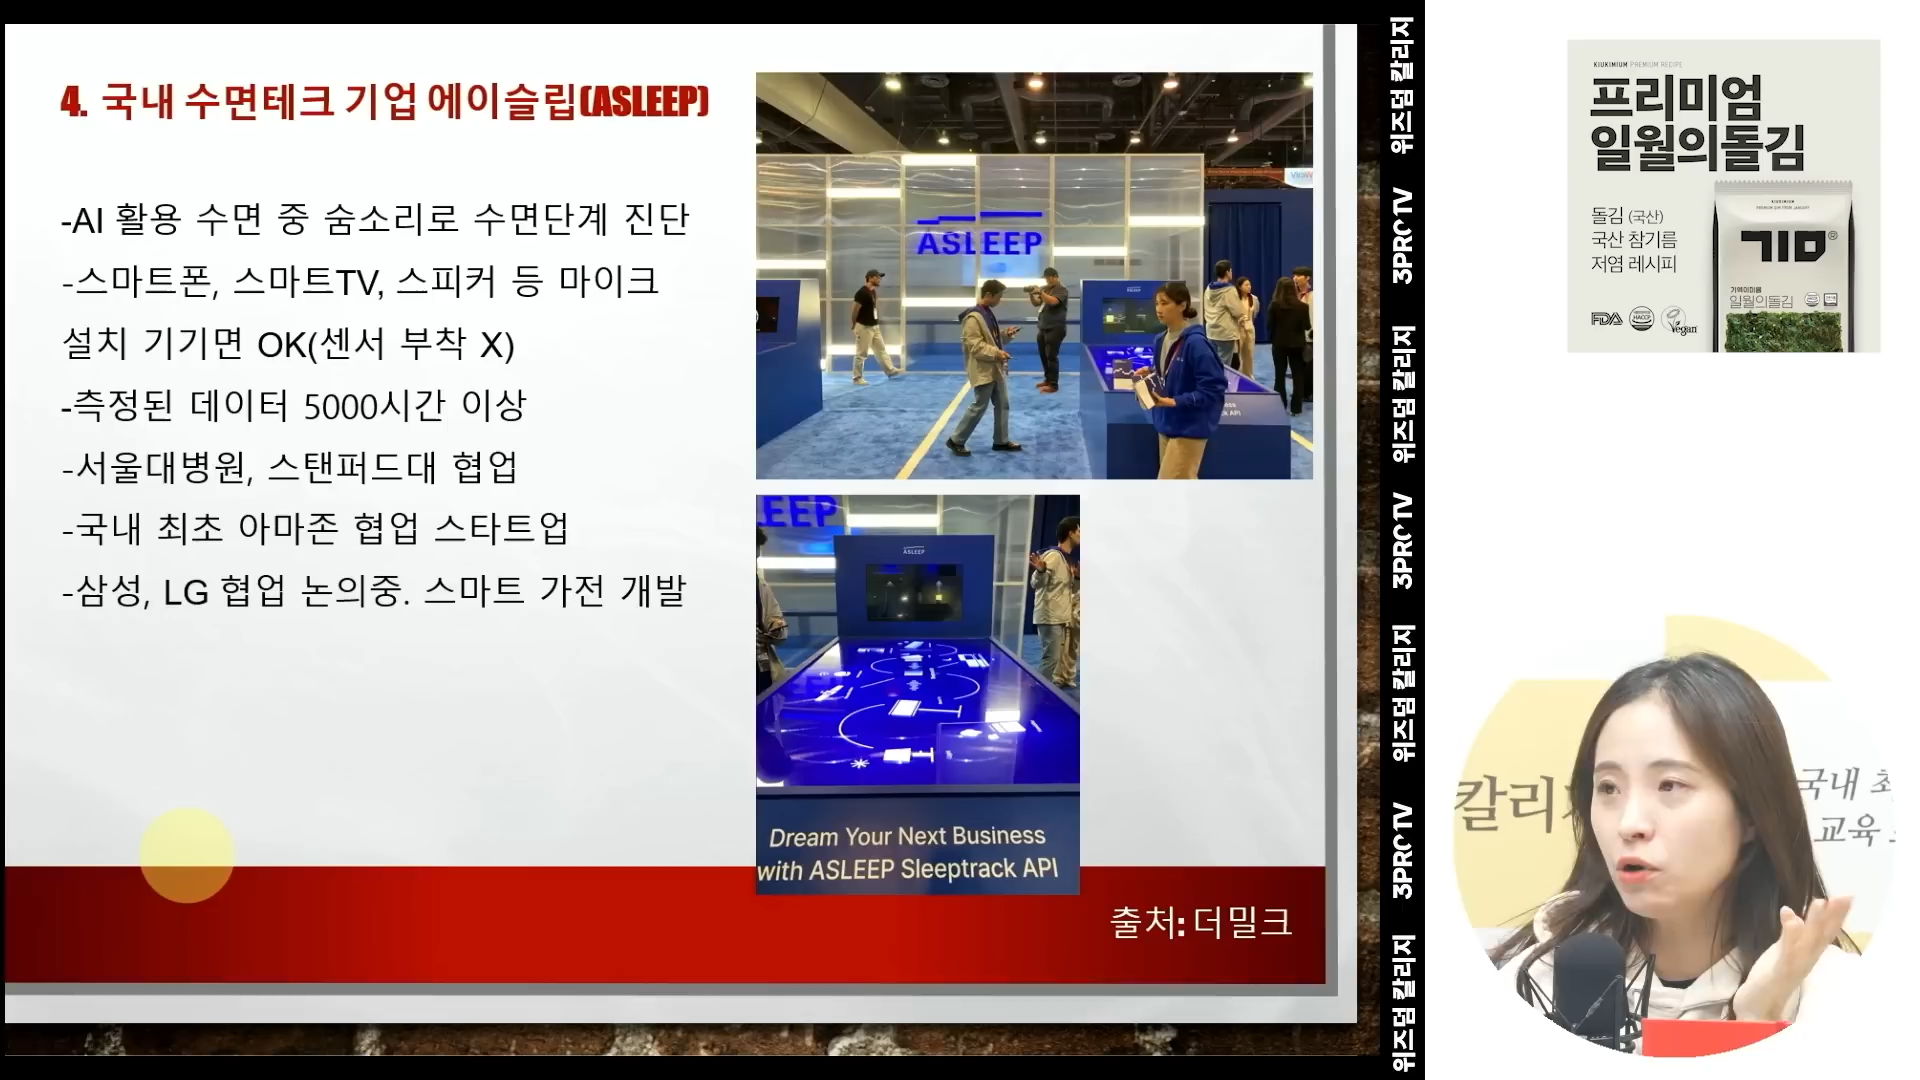 4. 국내 수면테크 기업 에이슬립(ASLEEP)
-AI 활용 수면 중 숨소리로 수면단계 진단
-스마트폰, 스마트TV, 스피커 등 마이크
설치 기기면 OK(센서 부착 X)
-측정된 데이터 5000시간 이상
-서울대병원, 스탠퍼드대 협업
-국내 최초 아마존 협업 스타트업
-삼성, LG 협업 논의중. 스마트 가전 개발
ASLEEP
EEP
ASLEEP
Dream Your Next Business
with ASLEEP Sleeptrack API
출처: 더밀크
위즈덤 칼리지
3PROTV
위즈덤 칼리지
3PROTV
위즈덤 칼리지
3PROTV
위즈덤 칼리지
KIUKIMIUM PREMIUM RECIPE
프리미엄
일월의돌김
돌김 (국산)
국산 참기름
저염 레시피
FDA
HACCP
Vegan
KIUKIMIUM
기역이미음
일월의돌김
칼리
국내 최
교육